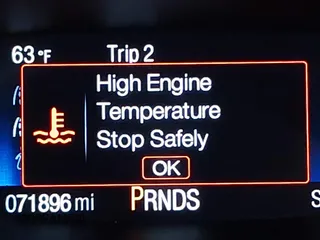 63°F Trip 2
High Engine
Temperature
Stop Safely
OK
071896 mi PRNDS S